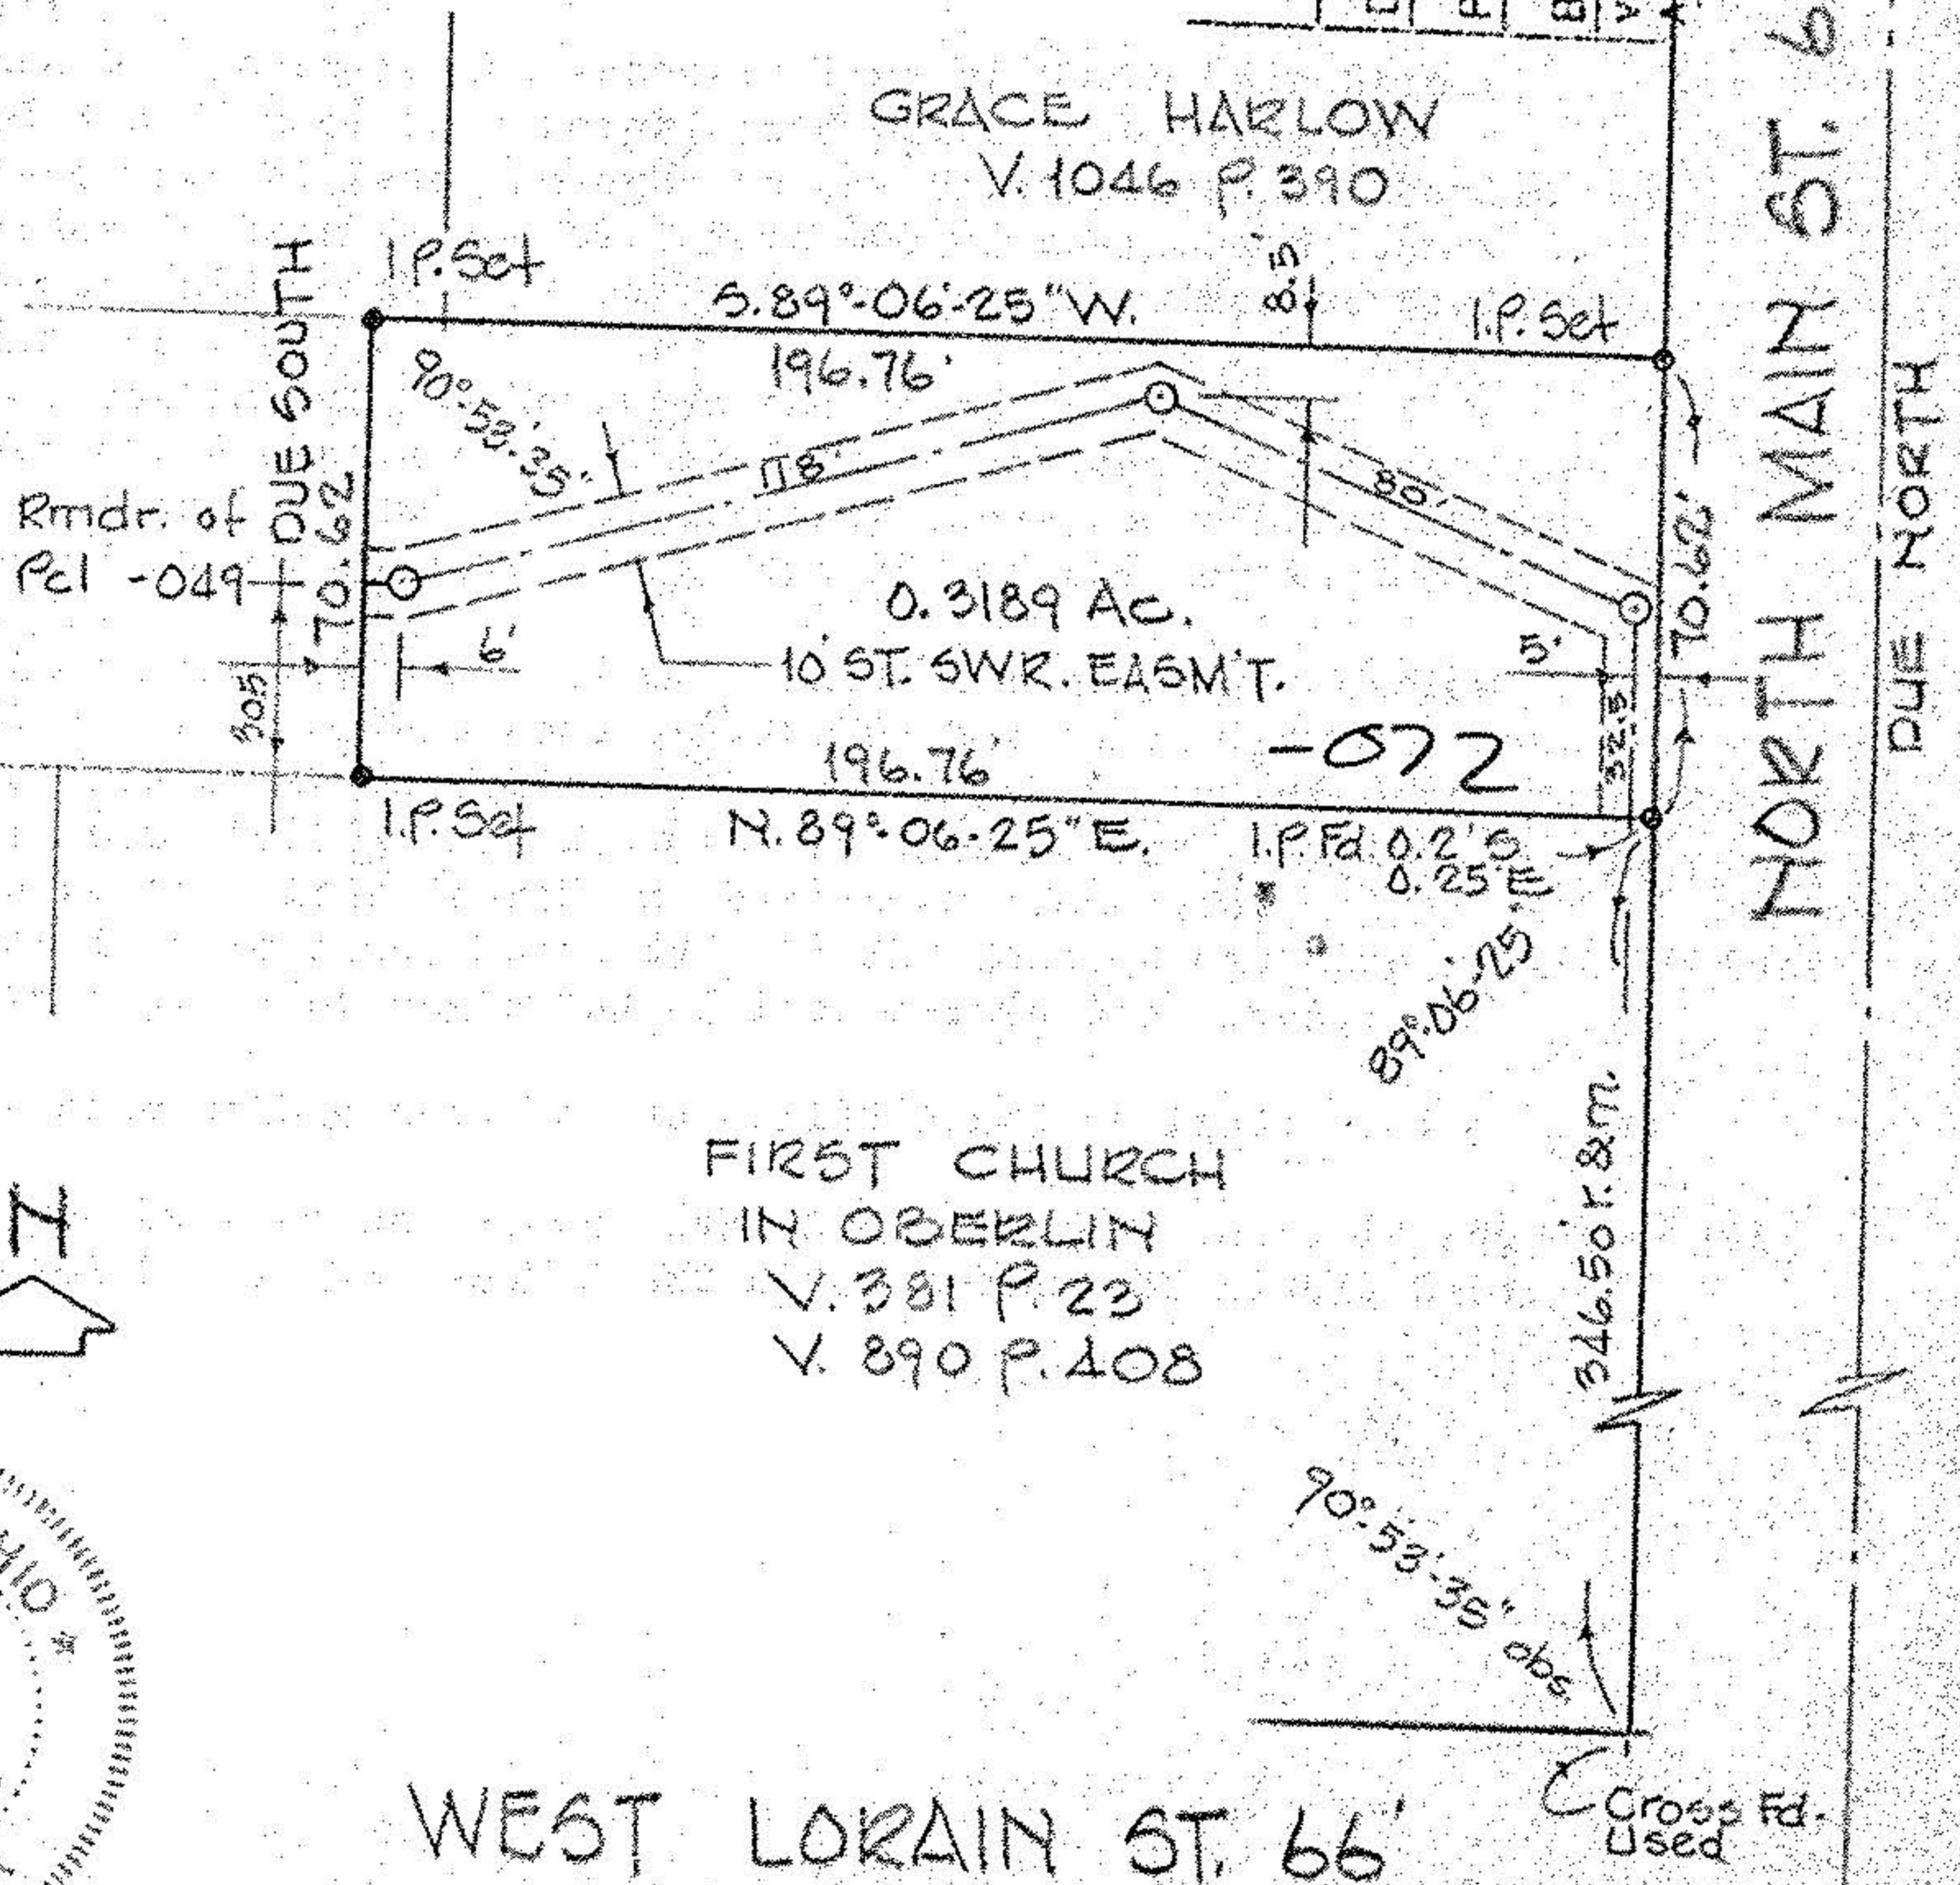 GRACE HARLOW
V. 1046 P. 390
I.P. Set
S. 89°-06'-25" W.
8.5'
I.P. Set
196.76'
90°-53'-35"
DUE SOUTH
70.62
118'
80'
Rmdr. of
Pcl -049
0.3189 Ac.
10' ST. SWR. EASM'T.
6'
5'
30.5
32.5
70.62'
196.76'
-072
I.P. Set
N. 89°-06-25" E.
I.P. Fd. 0.2' S.
0.25' E
89°-06'-25"
NORTH MAIN ST. 6
DUE NORTH
FIRST CHURCH
IN OBERLIN
V. 381 P. 23
V. 890 P. 408
346.50' r. & m.
N
90°-53'-35" obs.
HIO
WEST LORAIN ST. 66'
Cross Fd.
Used